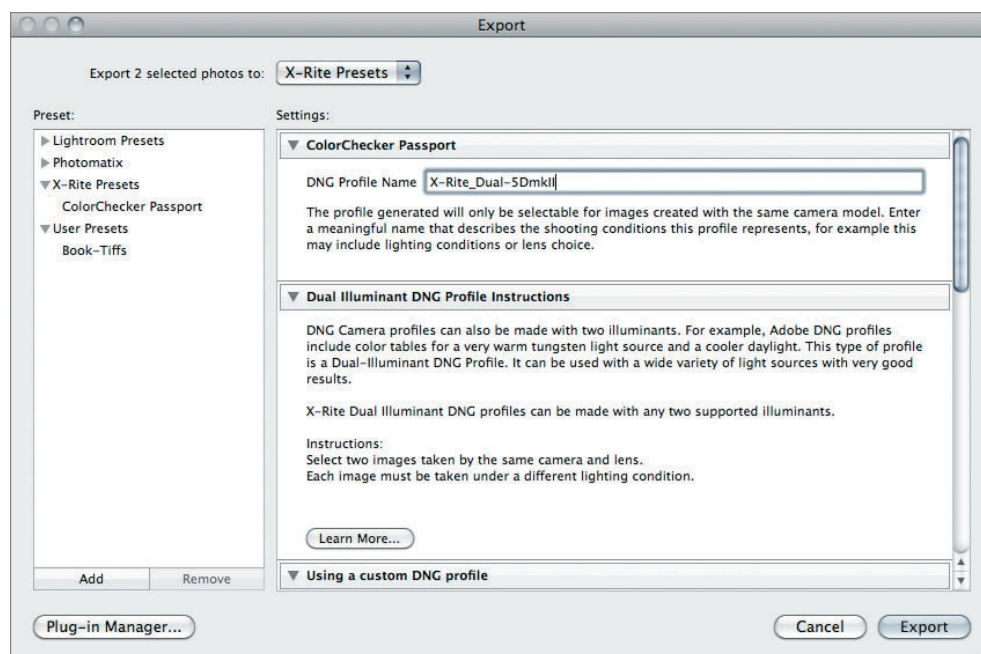 Export
Export 2 selected photos to: X-Rite Presets
Preset:
Lightroom Presets
Photomatix
X-Rite Presets
ColorChecker Passport
User Presets
Book-Tiffs
Add Remove
Settings:
ColorChecker Passport
DNG Profile Name X-Rite_Dual-5DmkII
The profile generated will only be selectable for images created with the same camera model. Enter
a meaningful name that describes the shooting conditions this profile represents, for example this
may include lighting conditions or lens choice.
Dual Illuminant DNG Profile Instructions
DNG Camera profiles can also be made with two illuminants. For example, Adobe DNG profiles
include color tables for a very warm tungsten light source and a cooler daylight. This type of profile
is a Dual-Illuminant DNG Profile. It can be used with a wide variety of light sources with very good
results.
X-Rite Dual Illuminant DNG profiles can be made with any two supported illuminants.
Instructions:
Select two images taken by the same camera and lens.
Each image must be taken under a different lighting condition.
Learn More...
Using a custom DNG profile
Plug-in Manager...
Cancel Export